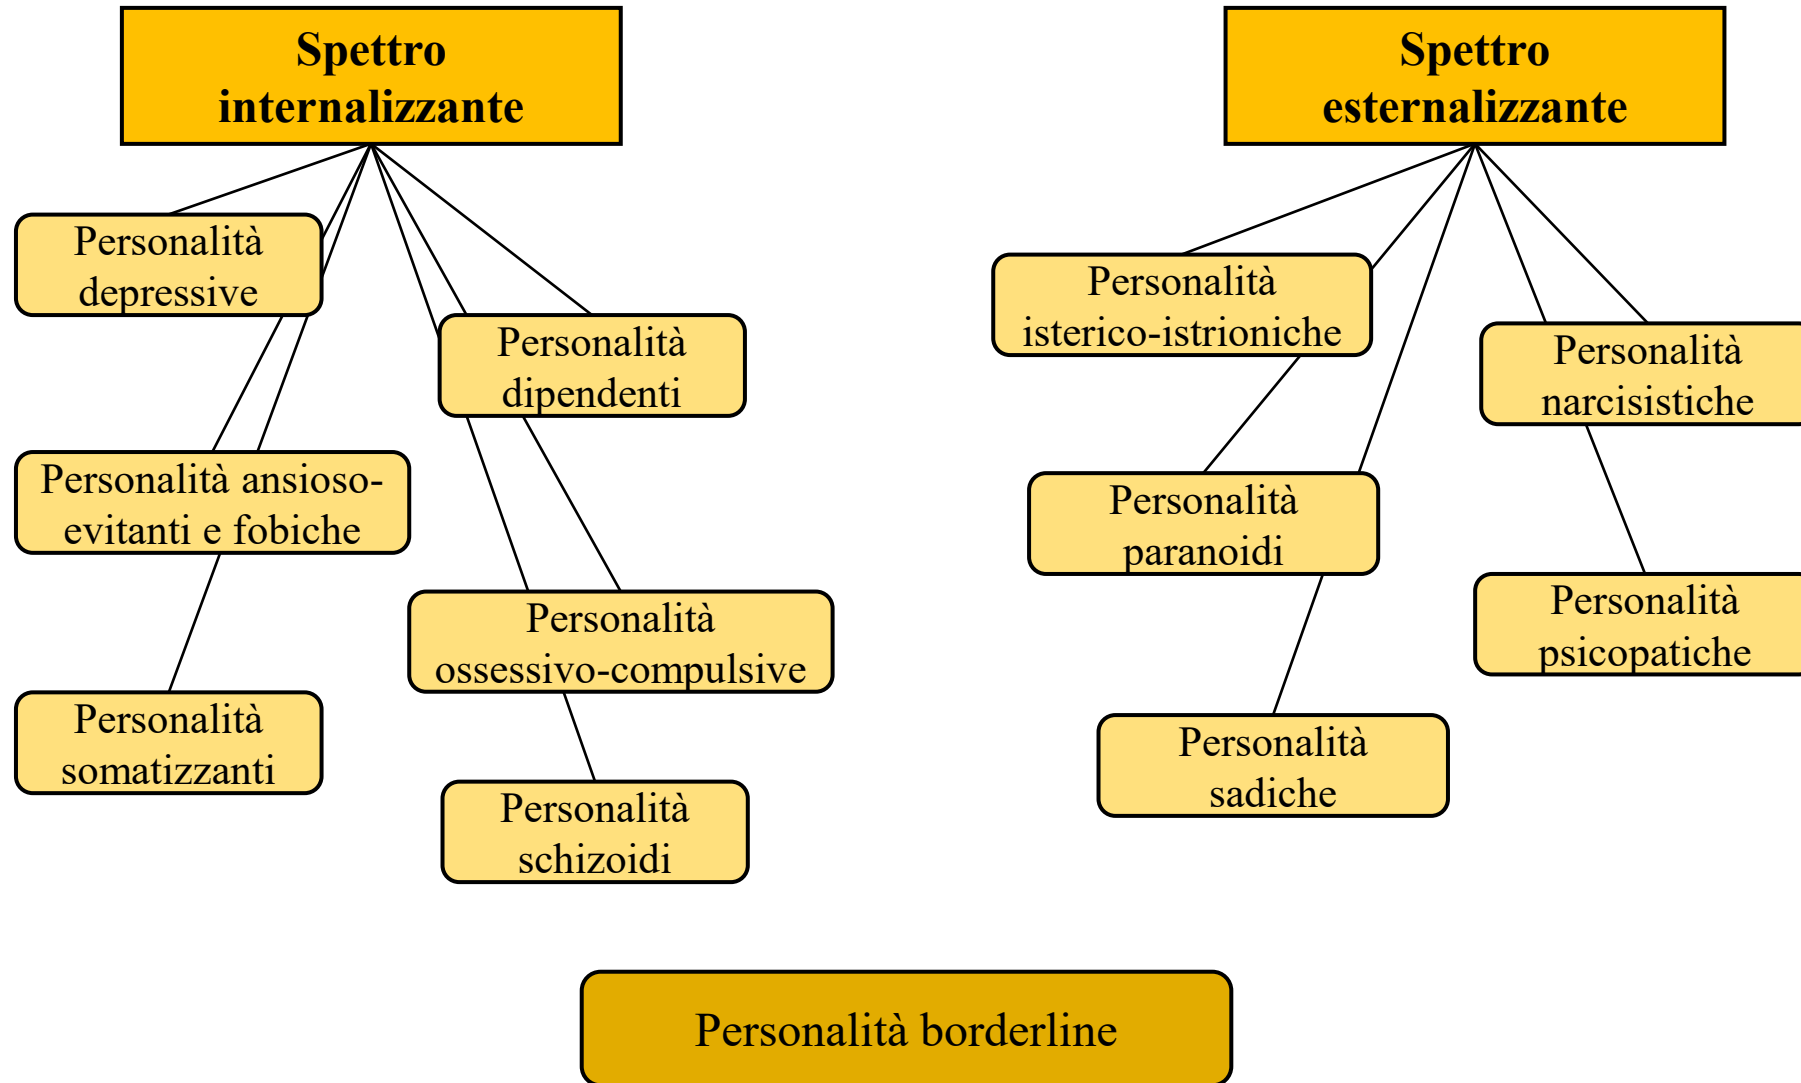 Spettro
internalizzante
Personalità
depressive
Personalità
dipendenti
Personalità ansioso-
evitanti e fobiche
Personalità
ossessivo-compulsive
Personalità
somatizzanti
Personalità
schizoidi
Spettro
esternalizzante
Personalità
isterico-istrioniche
Personalità
narcisistiche
Personalità
paranoidi
Personalità
psicopatiche
Personalità
sadiche
Personalità borderline